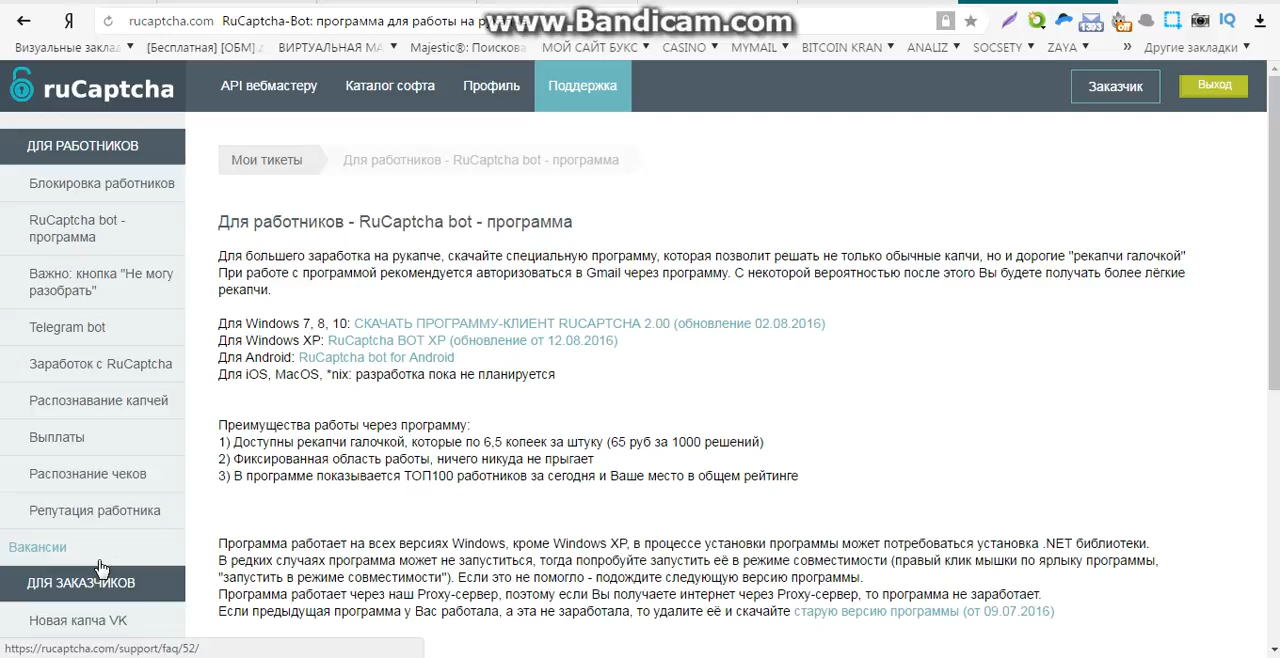 rucaptcha.com RuCaptcha-Bot: программа для работы на
www.Bandicam.com
Визуальные заклад [Бесплатная] [ОБМ] ВИРТУАЛЬНАЯ МА Majestic®: Поискова МОЙ САЙТ БУКС CASINO MYMAIL BITCOIN KRAN ANALIZ SOCSETY ZAYA » Другие закладки
ruCaptcha
API вебмастеру Каталог софта Профиль Поддержка Заказчик Выход
ДЛЯ РАБОТНИКОВ
Блокировка работников
RuCaptcha bot -
программа
Важно: кнопка "Не могу
разобрать"
Telegram bot
Заработок с RuCaptcha
Распознавание капчей
Выплаты
Распознание чеков
Репутация работника
Вакансии
ДЛЯ ЗАКАЗЧИКОВ
Новая капча VK
https://rucaptcha.com/support/faq/52/
Мои тикеты Для работников - RuCaptcha bot - программа
Для работников - RuCaptcha bot - программа
Для большего заработка на рукапче, скачайте специальную программу, которая позволит решать не только обычные капчи, но и дорогие "рекапчи галочкой"
При работе с программой рекомендуется авторизоваться в Gmail через программу. С некоторой вероятностью после этого Вы будете получать более лёгкие
рекапчи.
Для Windows 7, 8, 10: СКАЧАТЬ ПРОГРАММУ-КЛИЕНТ RUCAPTCHA 2.00 (обновление 02.08.2016)
Для Windows XP: RuCaptcha BOT XP (обновление от 12.08.2016)
Для Android: RuCaptcha bot for Android
Для iOS, MacOS, *nix: разработка пока не планируется
Преимущества работы через программу:
1) Доступны рекапчи галочкой, которые по 6,5 копеек за штуку (65 руб за 1000 решений)
2) Фиксированная область работы, ничего никуда не прыгает
3) В программе показывается ТОП100 работников за сегодня и Ваше место в общем рейтинге
Программа работает на всех версиях Windows, кроме Windows XP, в процессе установки программы может потребоваться установка .NET библиотеки.
В редких случаях программа может не запуститься, тогда попробуйте запустить её в режиме совместимости (правый клик мышки по ярлыку программы,
"запустить в режиме совместимости"). Если это не помогло - подождите следующую версию программы.
Программа работает через наш Proxy-сервер, поэтому если Вы получаете интернет через Proxy-сервер, то программа не заработает.
Если предыдущая программа у Вас работала, а эта не заработала, то удалите её и скачайте старую версию программы (от 09.07.2016)